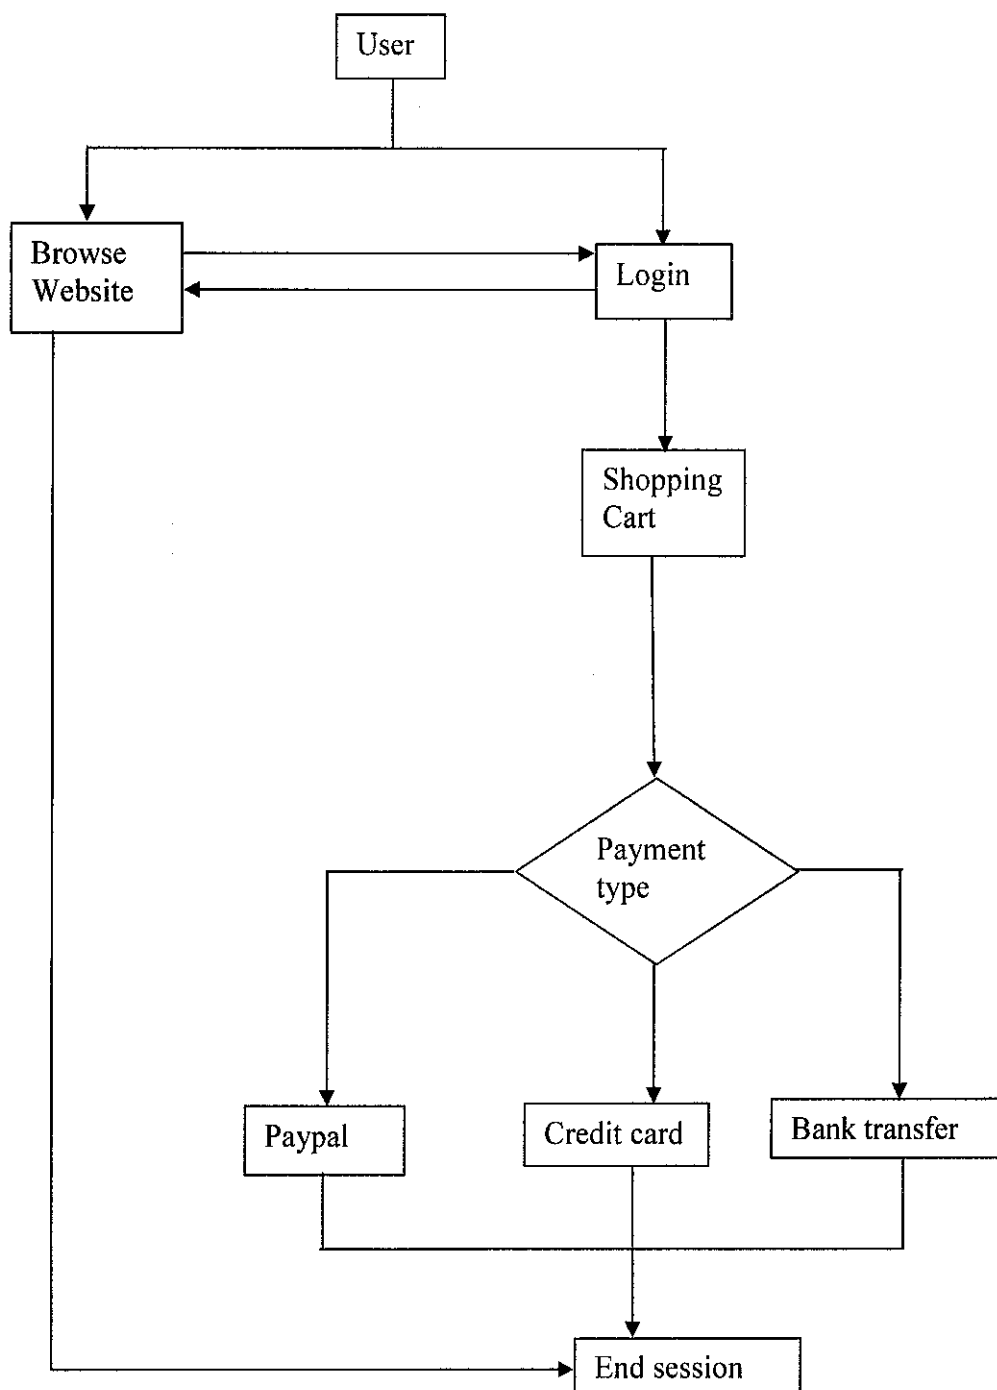 User
Browse
Website
Login
Shopping
Cart
Payment
type
Paypal
Credit card
Bank transfer
End session